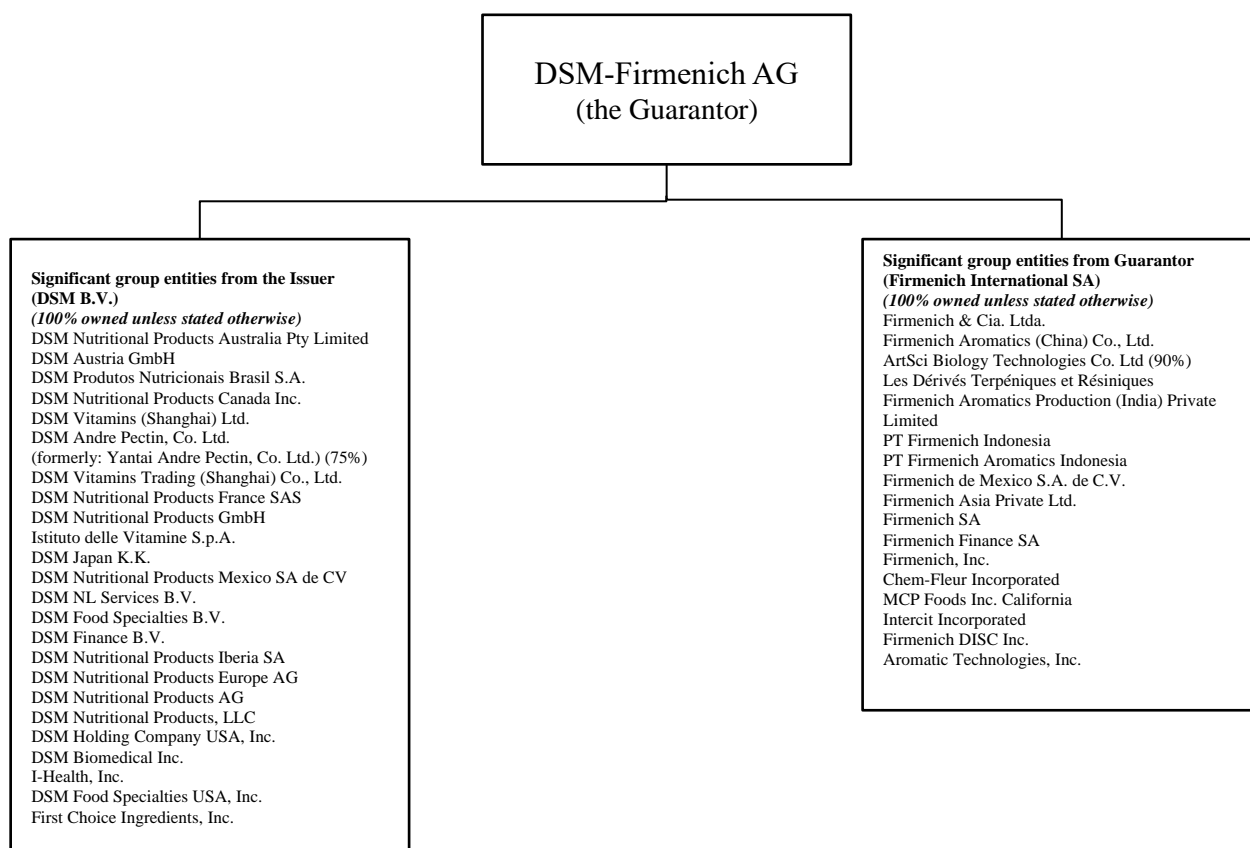 DSM-Firmenich AG
(the Guarantor)
Significant group entities from the Issuer
(DSM B.V.)
(100% owned unless stated otherwise)
DSM Nutritional Products Australia Pty Limited
DSM Austria GmbH
DSM Produtos Nutricionais Brasil S.A.
DSM Nutritional Products Canada Inc.
DSM Vitamins (Shanghai) Ltd.
DSM Andre Pectin, Co. Ltd.
(formerly: Yantai Andre Pectin, Co. Ltd.) (75%)
DSM Vitamins Trading (Shanghai) Co., Ltd.
DSM Nutritional Products France SAS
DSM Nutritional Products GmbH
Istituto delle Vitamine S.p.A.
DSM Japan K.K.
DSM Nutritional Products Mexico SA de CV
DSM NL Services B.V.
DSM Food Specialties B.V.
DSM Finance B.V.
DSM Nutritional Products Iberia SA
DSM Nutritional Products Europe AG
DSM Nutritional Products AG
DSM Nutritional Products, LLC
DSM Holding Company USA, Inc.
DSM Biomedical Inc.
I-Health, Inc.
DSM Food Specialties USA, Inc.
First Choice Ingredients, Inc.
Significant group entities from Guarantor
(Firmenich International SA)
(100% owned unless stated otherwise)
Firmenich & Cia. Ltda.
Firmenich Aromatics (China) Co., Ltd.
ArtSci Biology Technologies Co. Ltd (90%)
Les Dérivés Terpéniques et Résiniques
Firmenich Aromatics Production (India) Private
Limited
PT Firmenich Indonesia
PT Firmenich Aromatics Indonesia
Firmenich de Mexico S.A. de C.V.
Firmenich Asia Private Ltd.
Firmenich SA
Firmenich Finance SA
Firmenich, Inc.
Chem-Fleur Incorporated
MCP Foods Inc. California
Intercit Incorporated
Firmenich DISC Inc.
Aromatic Technologies, Inc.